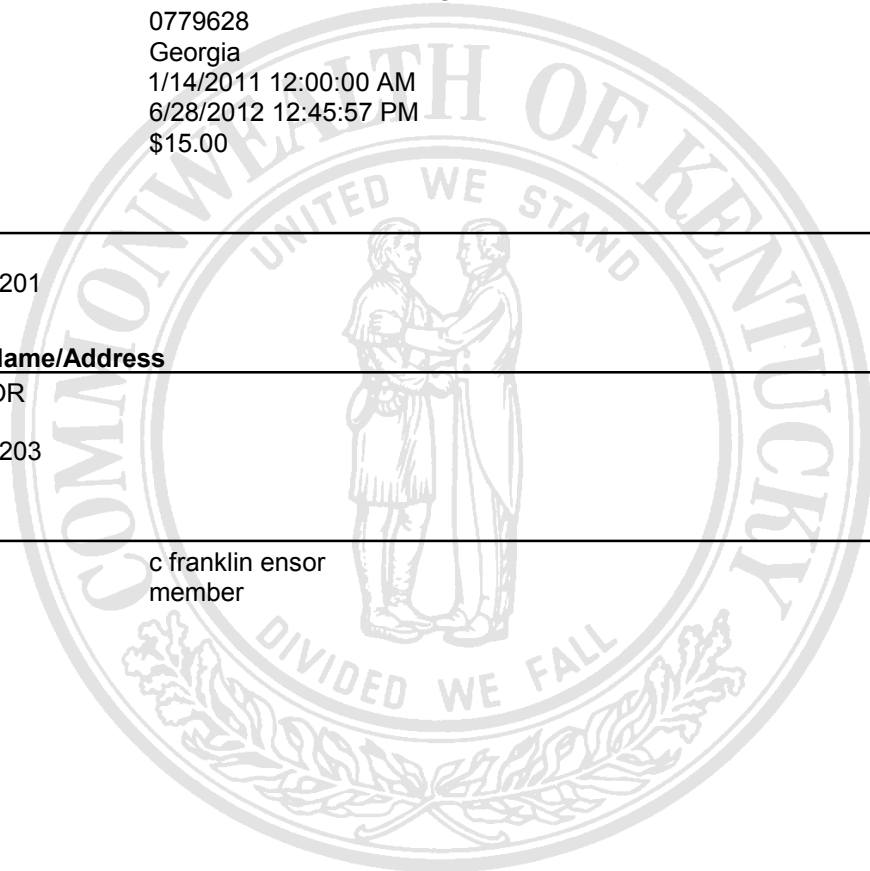 0779628
Georgia
1/14/2011 12:00:00 AM
6/28/2012 12:45:57 PM
$15.00
COMMONWEALTH OF KENTUCKY
UNITED WE STAND
201
Name/Address
OR
203
c franklin ensor
member
DIVIDED WE FALL